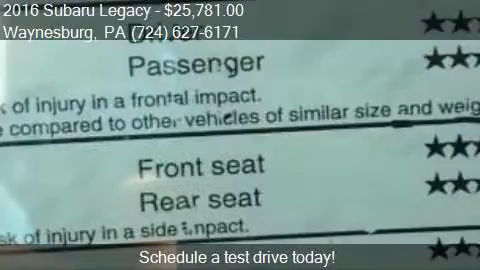 2016 Subaru Legacy - $25,781.00
Waynesburg, PA (724) 627-6171
Driver
Passenger
of injury in a frontal impact.
compared to other vehicles of similar size and
Front seat
Rear seat
of injury in a side impact.
Schedule a test drive today!